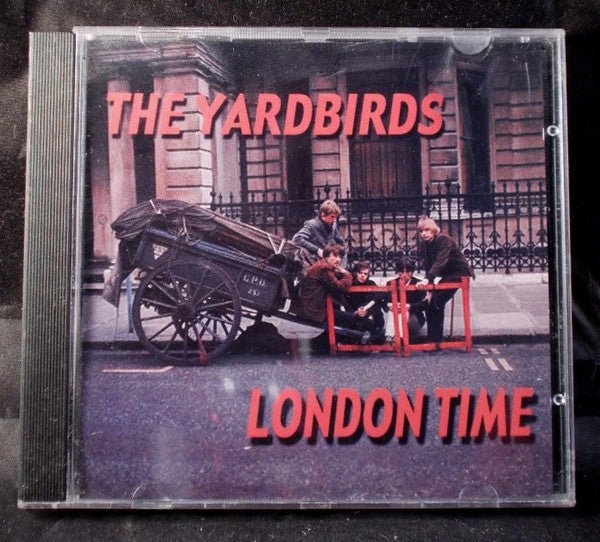 THE YARDBIRDS
G.P.O.
LONDON TIME